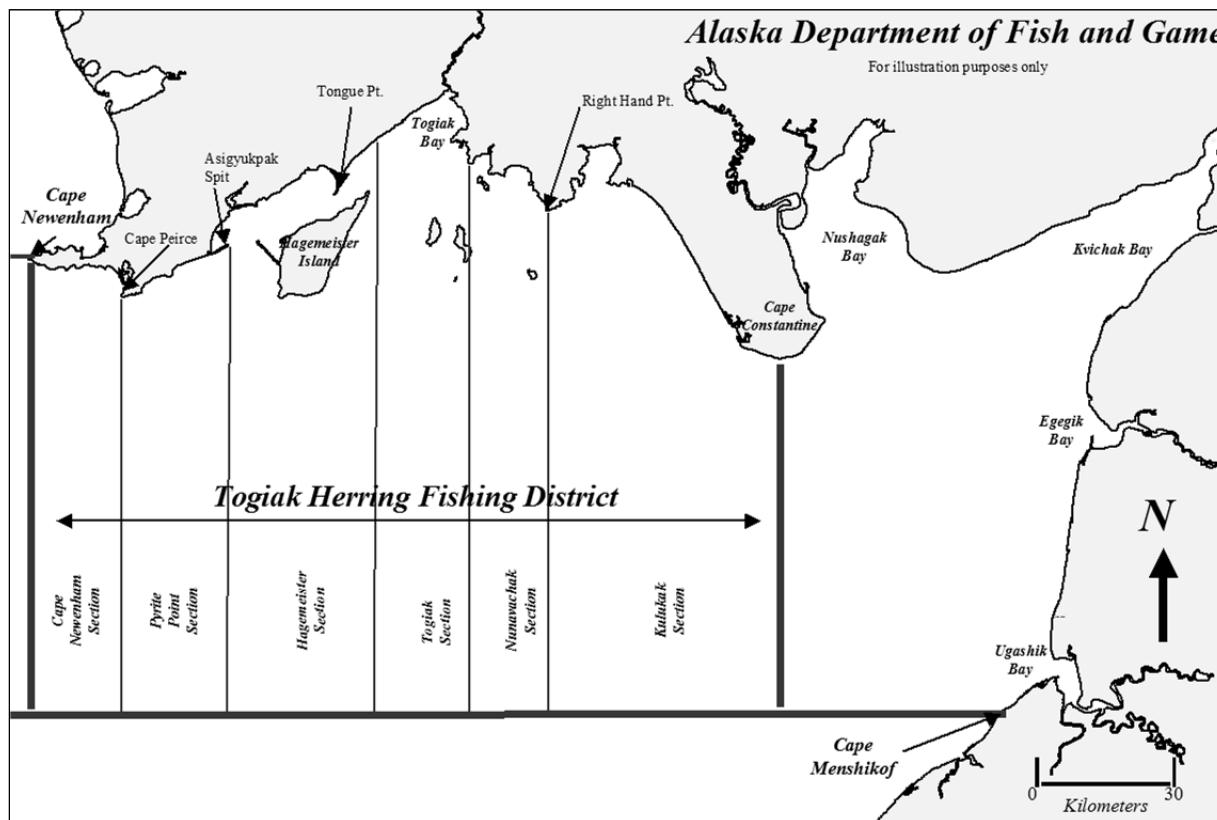 Alaska Department of Fish and Game
For illustration purposes only
Tongue Pt.
Right Hand Pt.
Togiak
Bay
Asigyukpak
Spit
Cape
Newenham
Cape Peirce
Hagemeister
Island
Nushagak
Bay
Kvichak Bay
Cape
Constantine
Egegik
Bay
Togiak Herring Fishing District
N
Cape
Newenham
Section
Pyrite
Point
Section
Hagemeister
Section
Togiak
Section
Nunavachak
Section
Kulukak
Section
Ugashik
Bay
Cape
Menshikof
0 30
Kilometers